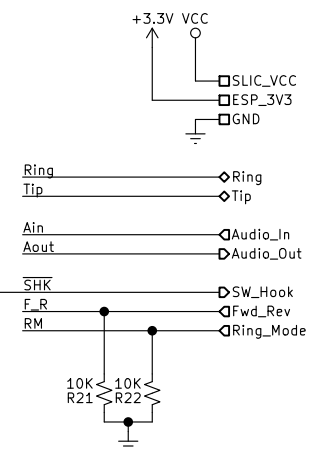 +3.3V VCC
SLIC_VCC
ESP_3V3
GND
Ring Ring
Tip Tip
Ain Audio_In
Aout Audio_Out
SHK SW_Hook
F_R Fwd_Rev
RM Ring_Mode
10K 10K
R21 R22